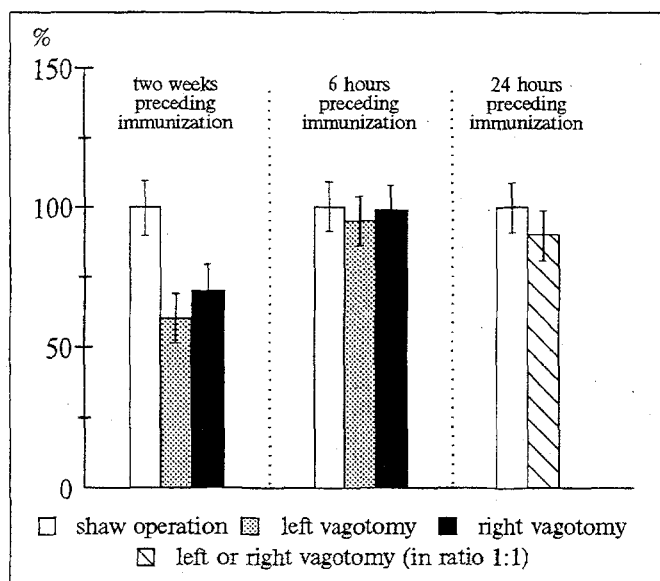 %
150
100
50
0
two weeks
preceding
immunization
6 hours
preceding
immunization
24 hours
preceding
immunization
shaw operation left vagotomy right vagotomy
left or right vagotomy (in ratio 1:1)